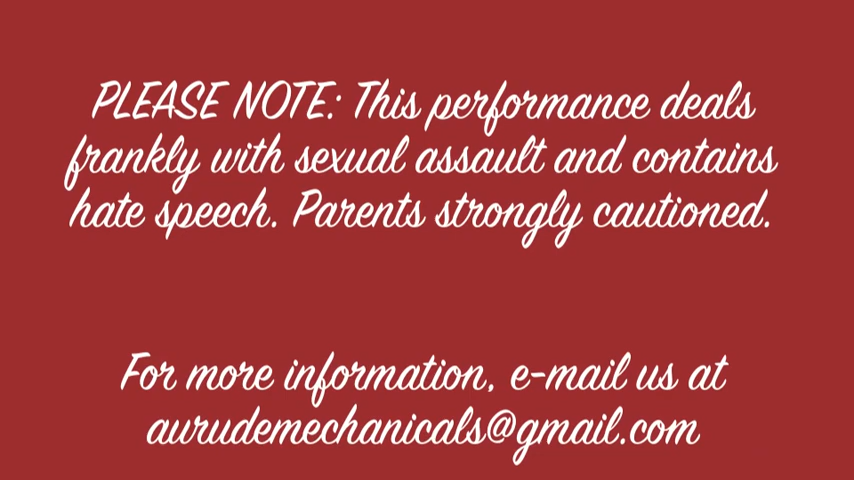 PLEASE NOTE: This performance deals
frankly with sexual assault and contains
hate speech. Parents strongly cautioned.
For more information, e-mail us at
aurudemechanicals@gmail.com